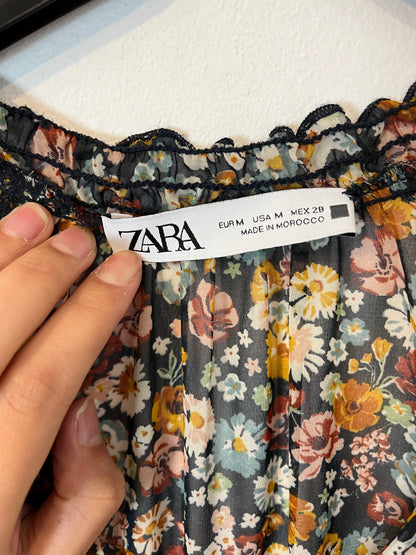 ZARA
EUR M USA M MEX 28
MADE IN MOROCCO